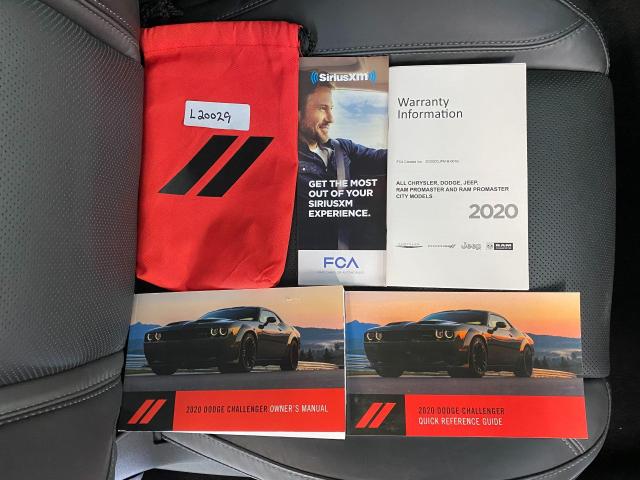 L20029
SiriusXM
GET THE MOST
OUT OF YOUR
SIRIUSXM
EXPERIENCE.
FCA
Warranty
Information
ALL CHRYSLER, DODGE, JEEP,
RAM PROMASTER AND RAM PROMASTER
CITY MODELS
2020
Jeep
RAM
2020 DODGE CHALLENGER OWNER'S MANUAL
2020 DODGE CHALLENGER
QUICK REFERENCE GUIDE